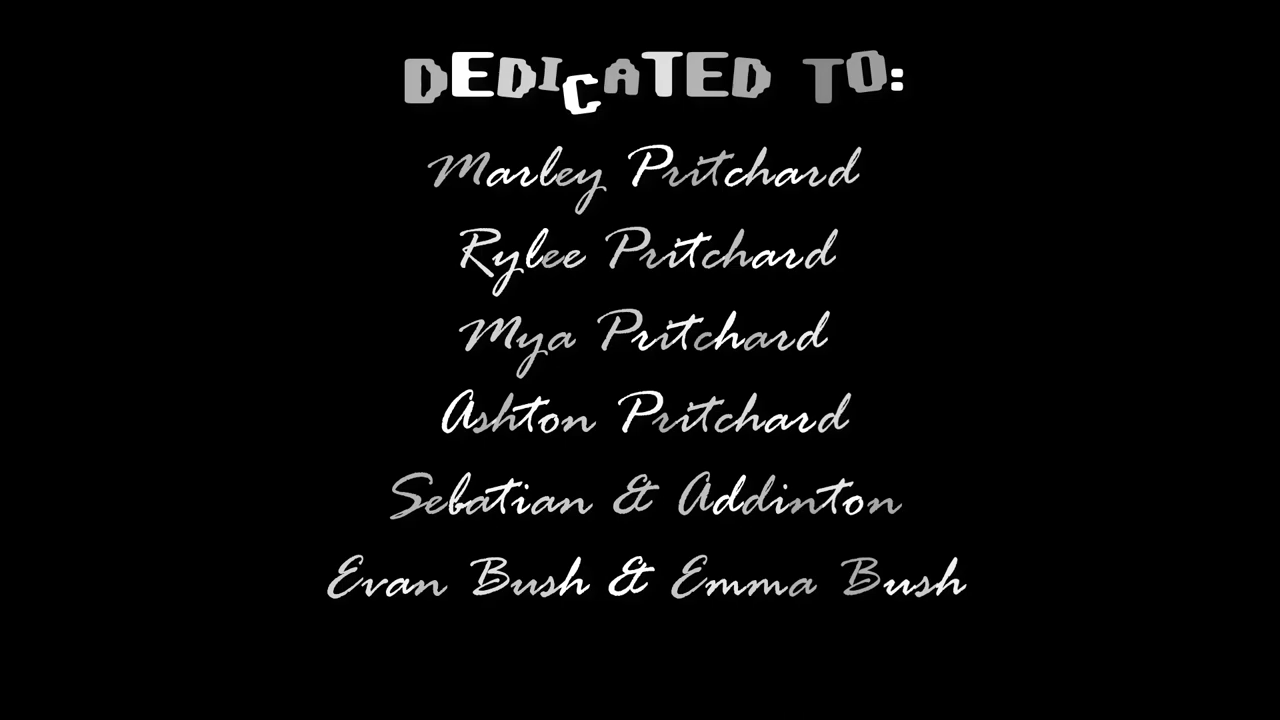 DEDICATED TO:
Marley Pritchard
Rylee Pritchard
Mya Pritchard
Ashton Pritchard
Sebatian & Addinton
Evan Bush & Emma Bush